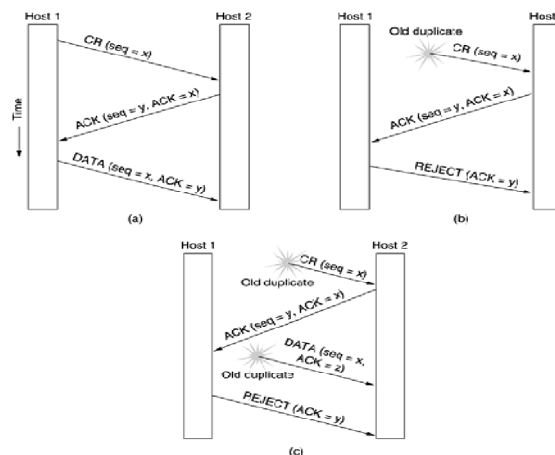 Host 1
Host 2
CR (seq = x)
ACK (seq = y, ACK = x)
DATA (seq = x, ACK = y)
Time
(a)
Host 1
Host
Old duplicate
CR (seq = x)
ACK (seq = y, ACK = x)
REJECT (ACK = y)
(b)
Host 1
Host 2
CR (seq = x)
Old duplicate
ACK (seq = y, ACK = x)
DATA (seq = x,
ACK = z)
Old duplicate
REJECT (ACK = y)
(c)